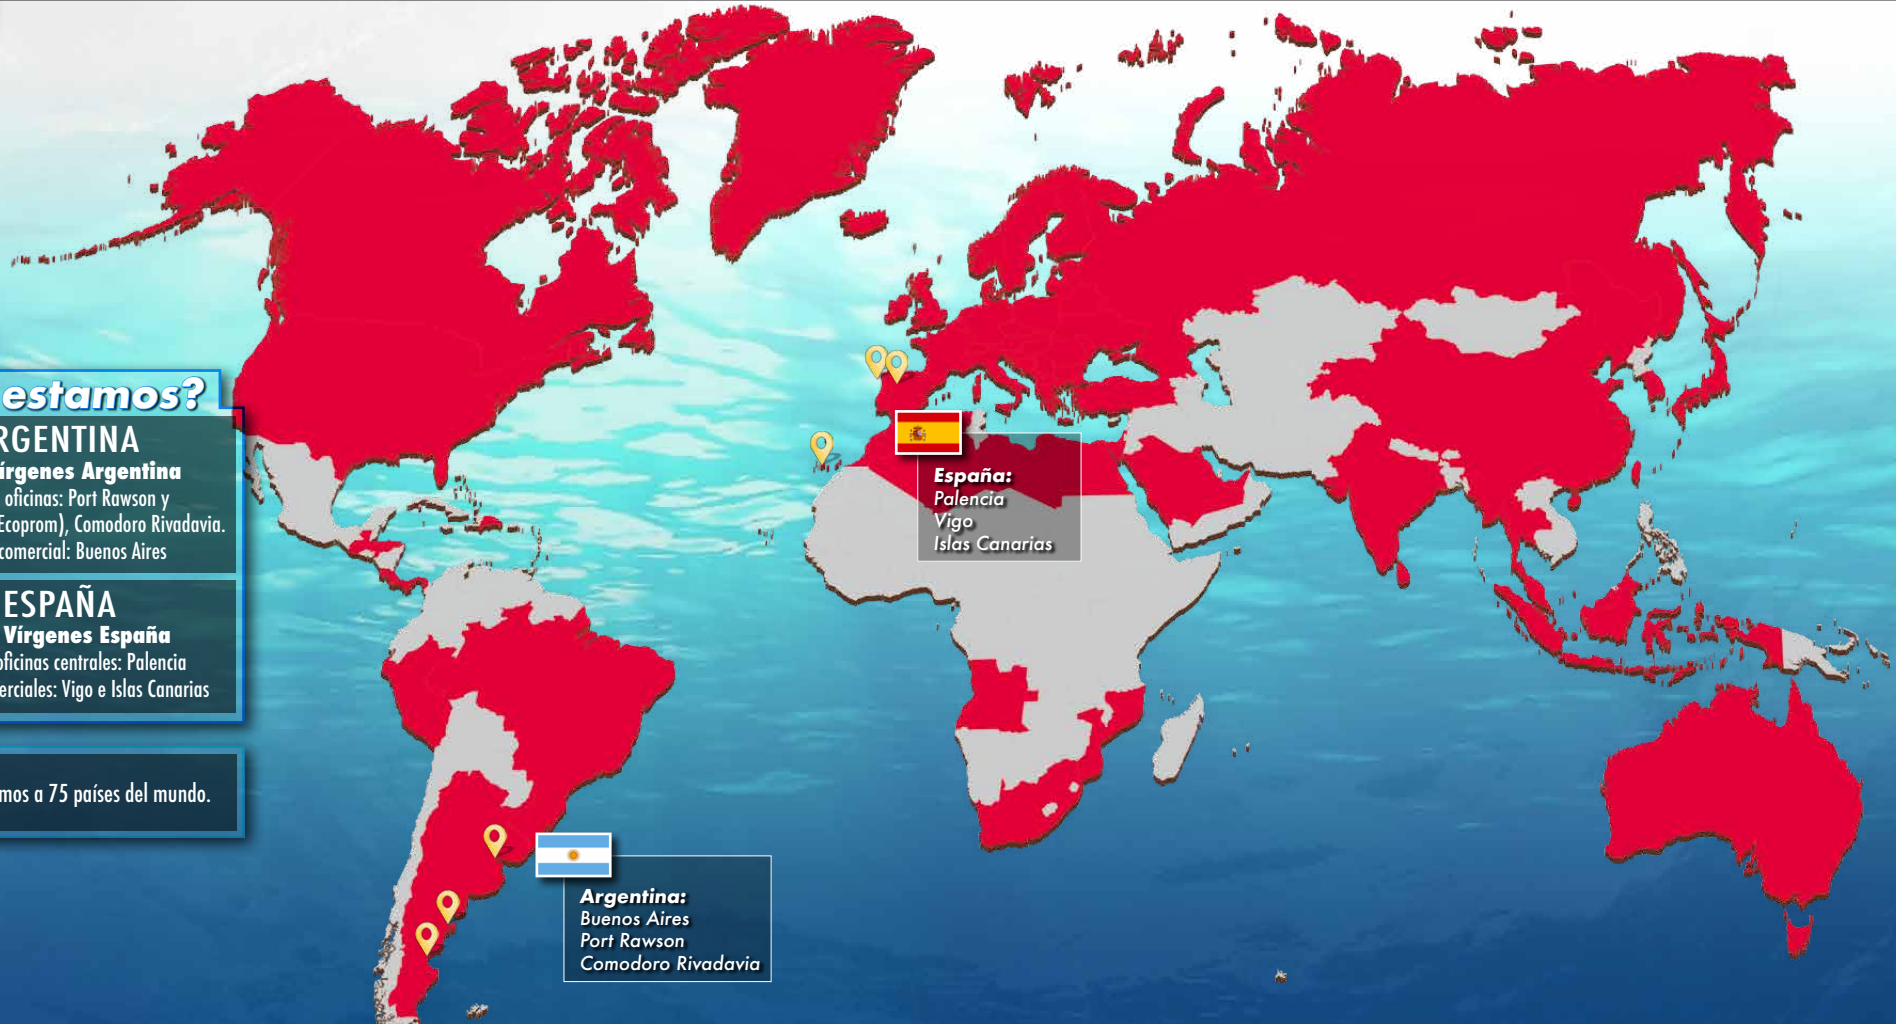 estamos?
RGENTINA
írgenes Argentina
oficinas: Port Rawson y
Ecoprom), Comodoro Rivadavia.
comercial: Buenos Aires
ESPAÑA
Vírgenes España
oficinas centrales: Palencia
erciales: Vigo e Islas Canarias
mos a 75 países del mundo.
España:
Palencia
Vigo
Islas Canarias
Argentina:
Buenos Aires
Port Rawson
Comodoro Rivadavia